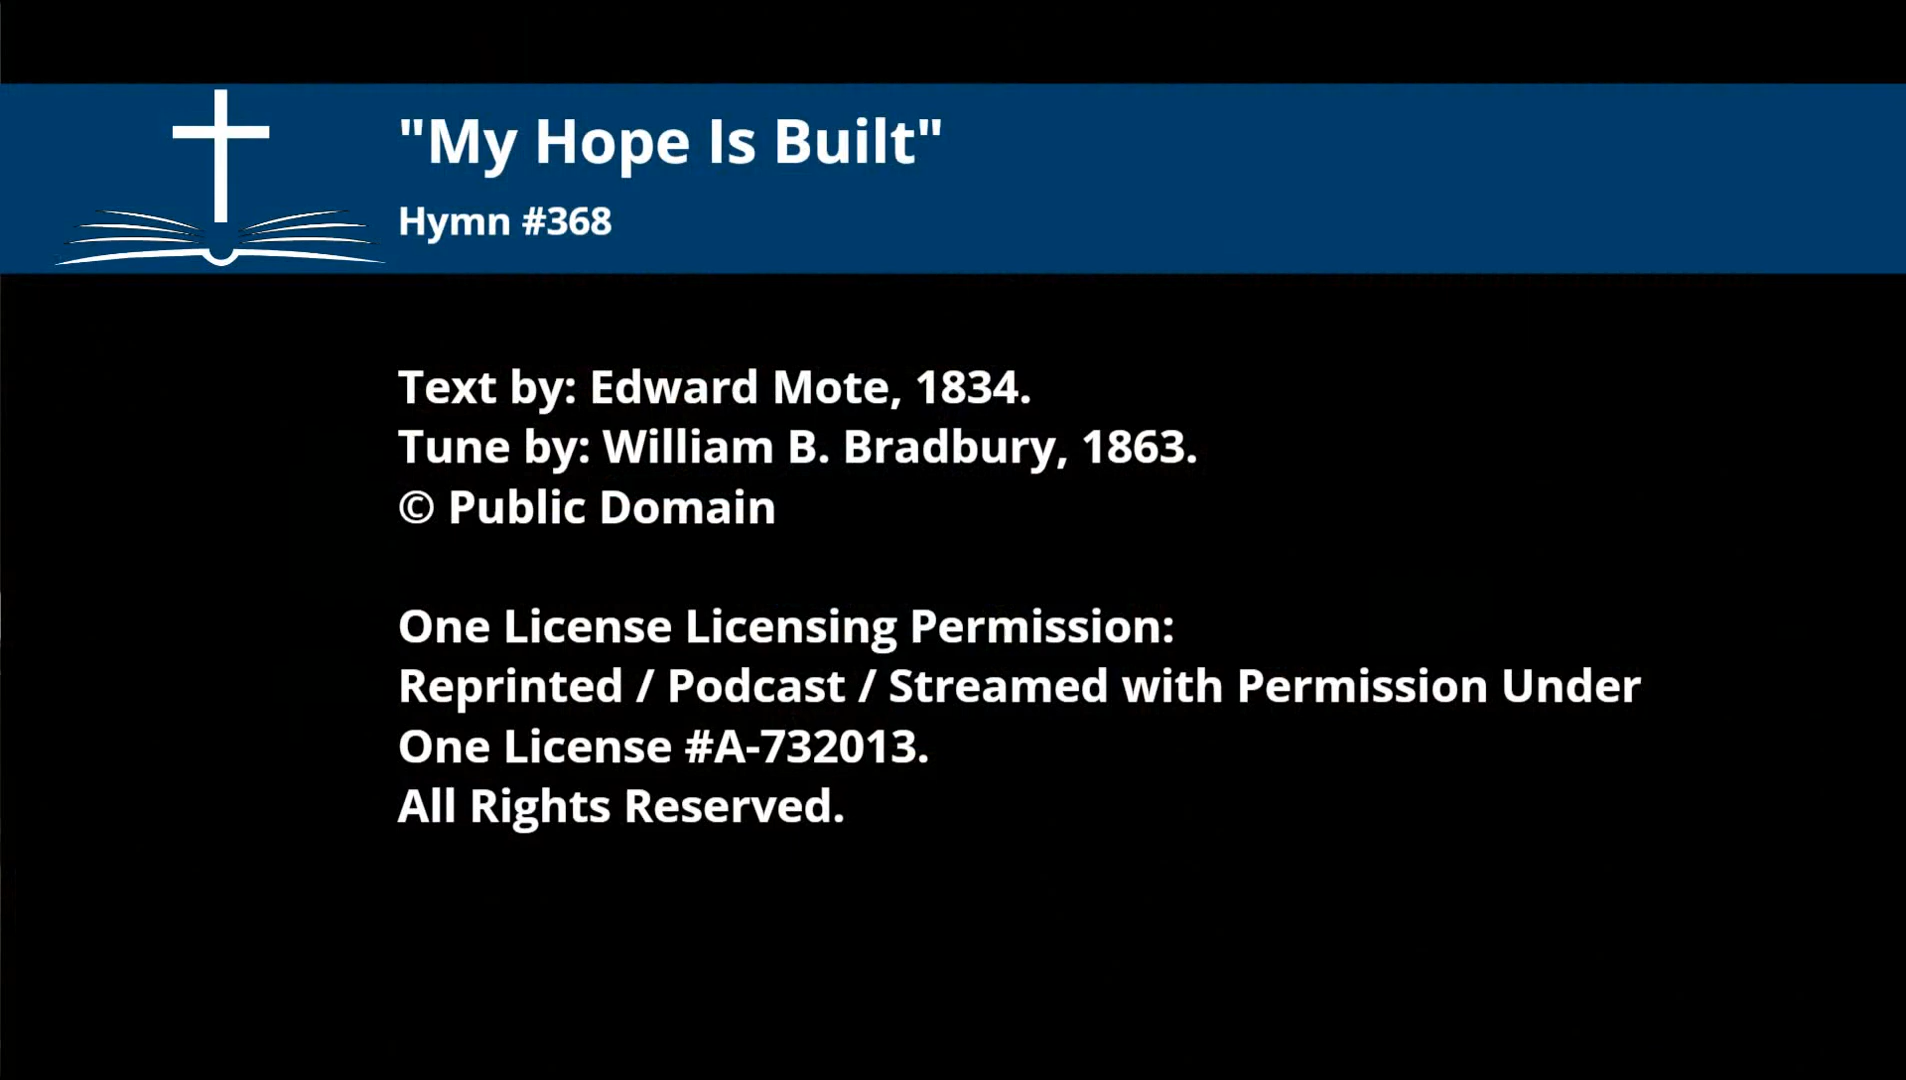 "My Hope Is Built"
Hymn #368
Text by: Edward Mote, 1834.
Tune by: William B. Bradbury, 1863.
© Public Domain
One License Licensing Permission:
Reprinted / Podcast / Streamed with Permission Under
One License #A-732013.
All Rights Reserved.